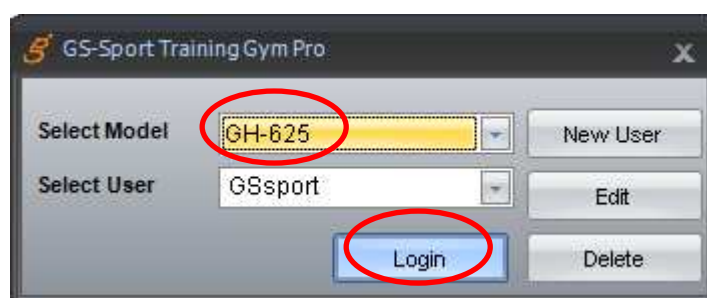 GS-Sport Training Gym Pro
x
Select Model GH-625 New User
Select User GSsport Edit
Login Delete